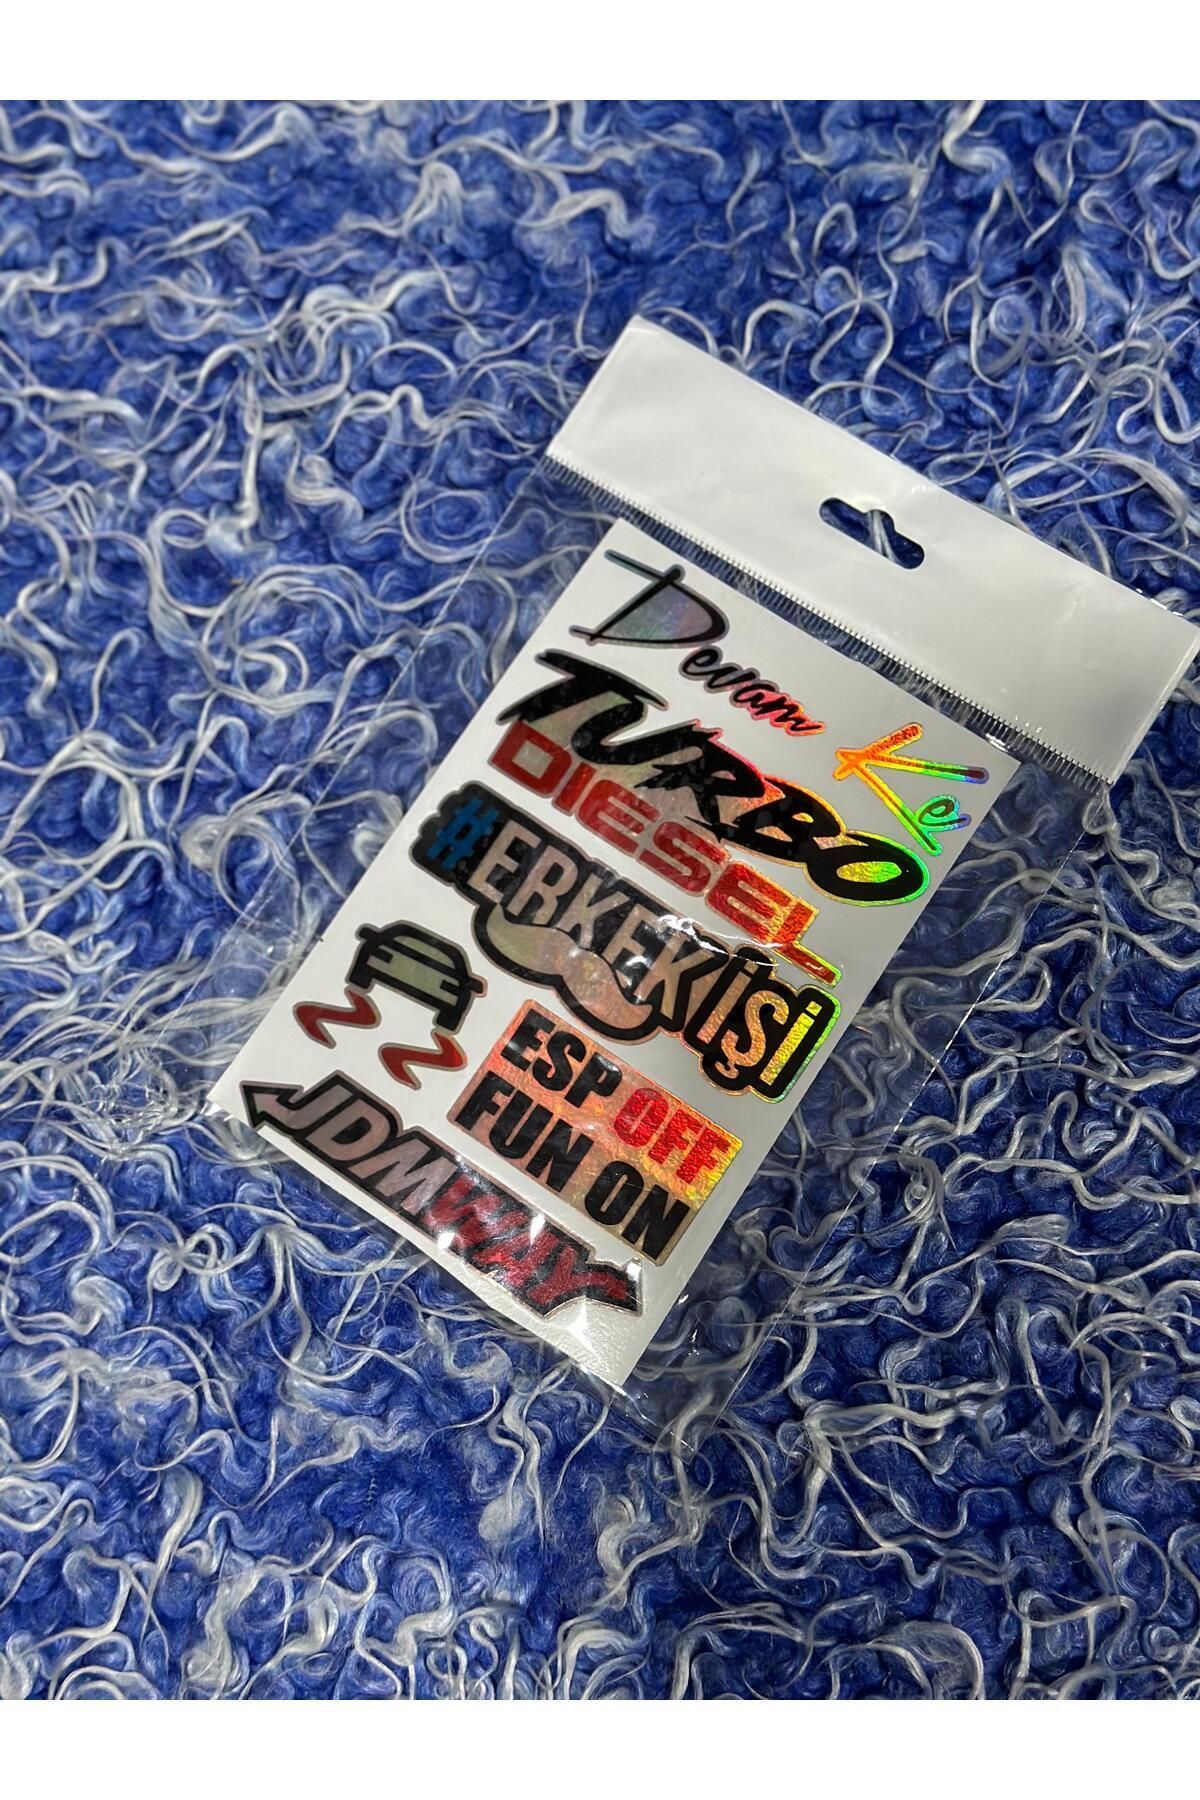 Devam Ke
TURBO
DIESEL
#ERKEKİŞİ
ESP OFF
FUN ON
JDMWAY